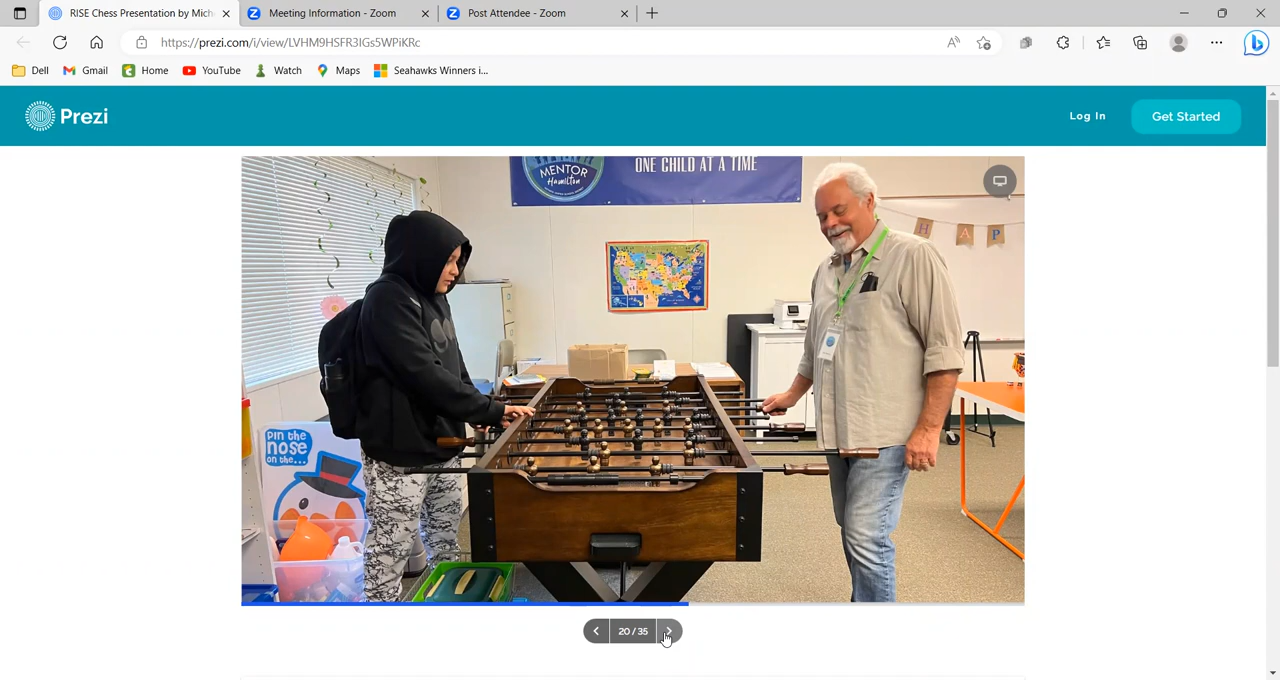 RISE Chess Presentation by Mich
Meeting Information - Zoom
Post Attendee - Zoom
https://prezi.com/i/view/LVHM9HSFR3IGs5WPiKRc
Dell
Gmail
Home
YouTube
Watch
Maps
Seahawks Winners i...
Prezi
Log In
Get Started
MENTOR
Hamilton
ONE CHILD AT A TIME
H A P
PIN THE
NOSE
ON THE...
20 / 35